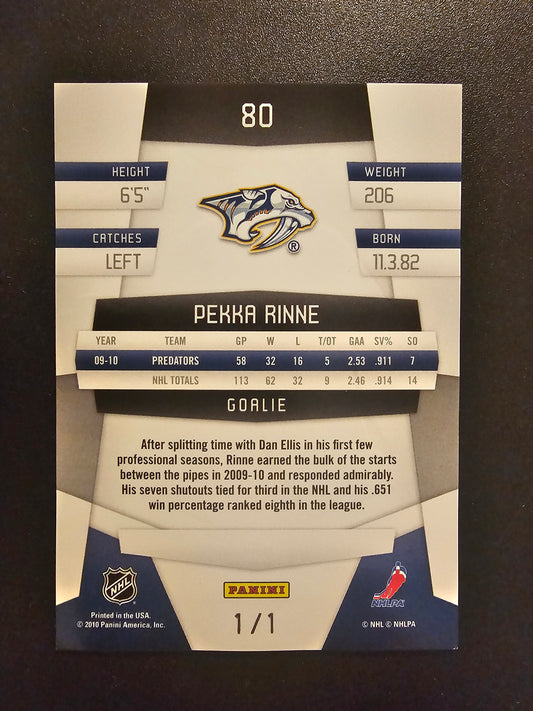 80
HEIGHT
6'5"
WEIGHT
206
CATCHES
LEFT
BORN
11.3.82
®
PEKKA RINNE
YEAR TEAM GP W L T/OT GAA SV% SO
09-10 PREDATORS 58 32 16 5 2.53 .911 7
NHL TOTALS 113 62 32 9 2.46 .914 14
GOALIE
After splitting time with Dan Ellis in his first few
professional seasons, Rinne earned the bulk of the starts
between the pipes in 2009-10 and responded admirably.
His seven shutouts tied for third in the NHL and his .651
win percentage ranked eighth in the league.
NHL
PANINI
NHLPA
Printed in the USA.
© 2010 Panini America, Inc.
1/1
© NHL © NHLPA